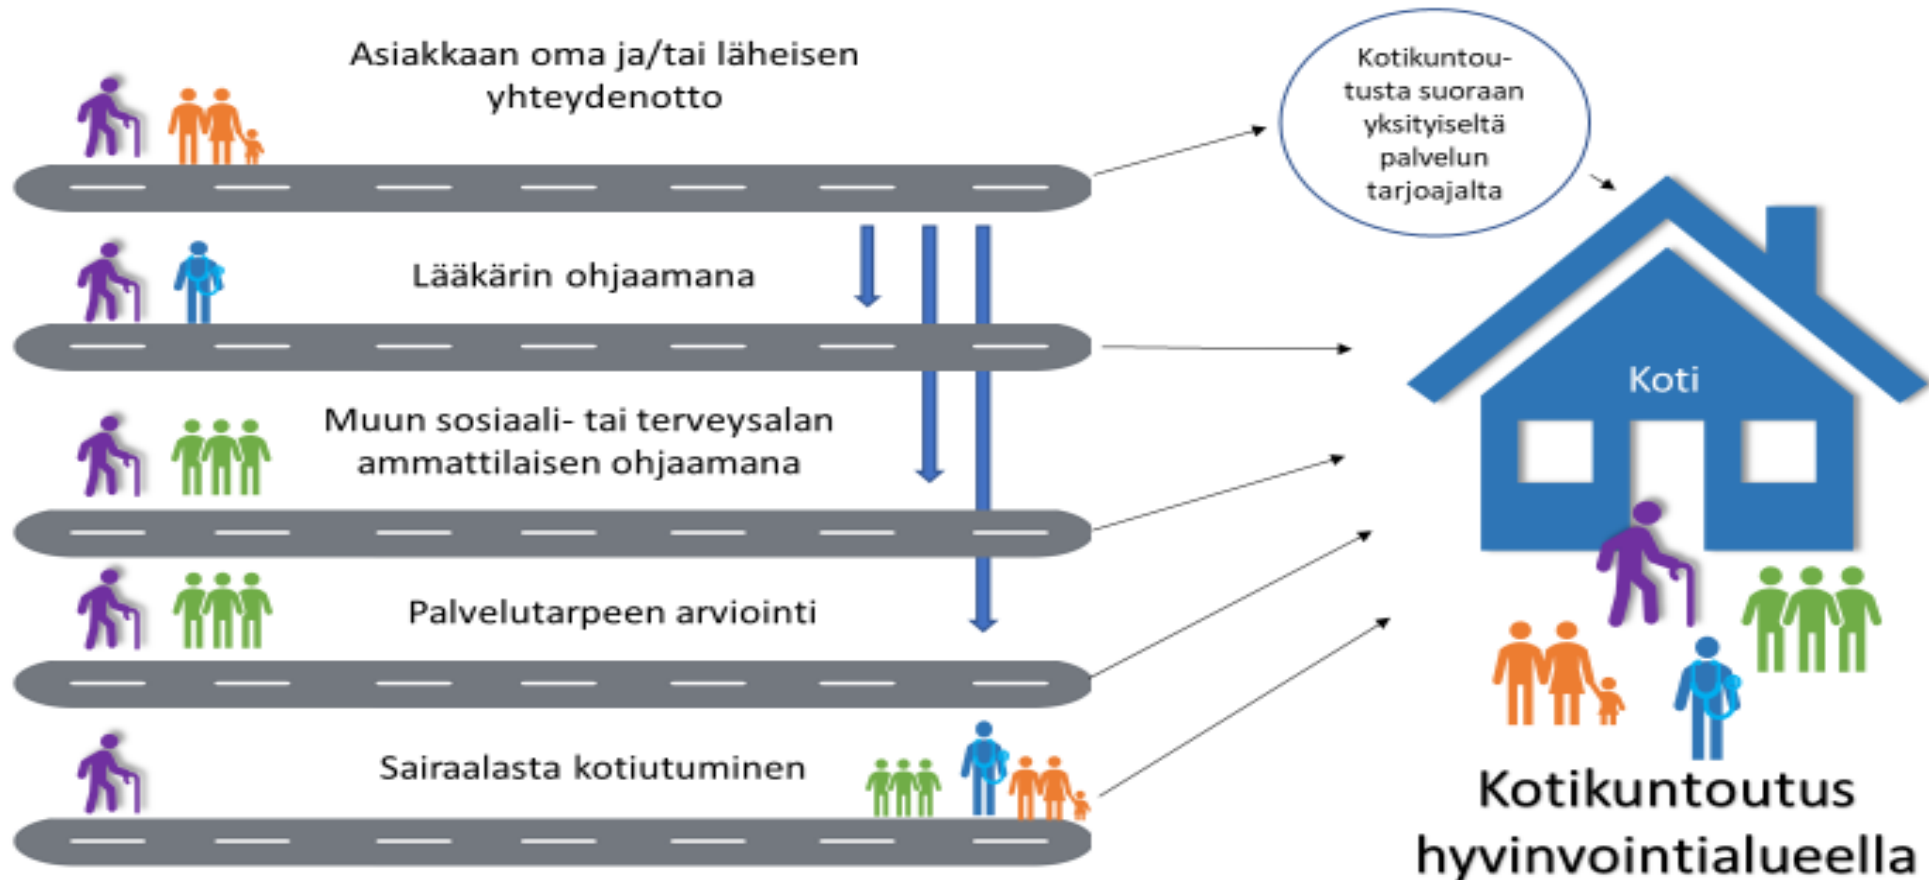 Asiakkaan oma ja/tai läheisen
yhteydenotto
Kotikuntou-
tusta suoraan
yksityiseltä
palvelun
tarjoajalta
Lääkärin ohjaamana
Koti
Muun sosiaali- tai terveysalan
ammattilaisen ohjaamana
Palvelutarpeen arviointi
Sairaalasta kotiutuminen
Kotikuntoutus
hyvinvointialueella